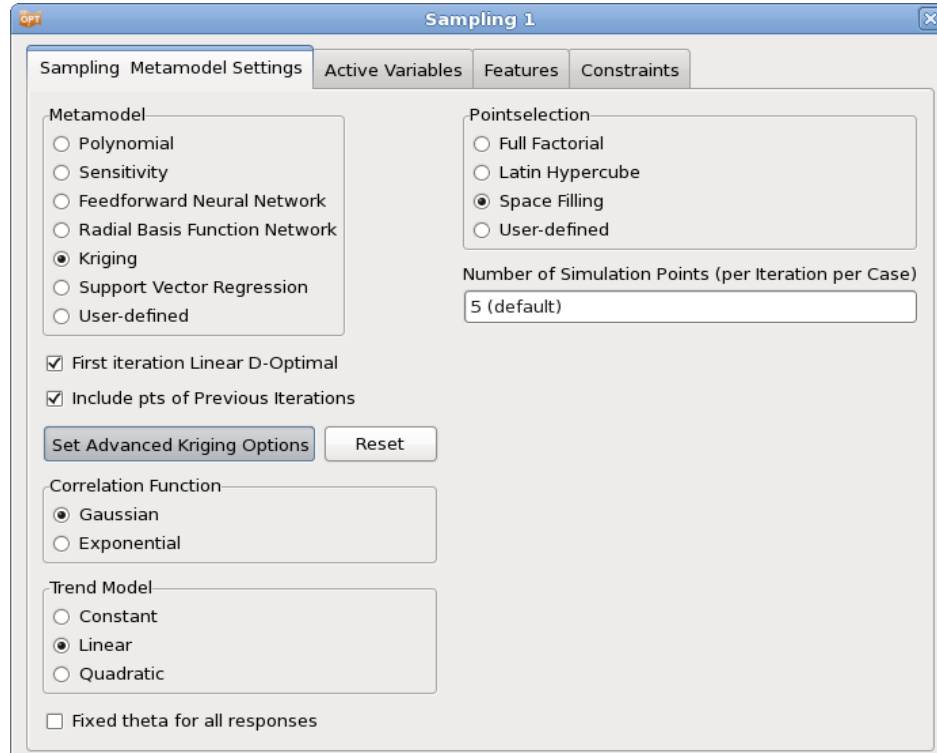 OPT
Sampling 1
Sampling Metamodel Settings
Active Variables
Features
Constraints
Metamodel
Polynomial
Sensitivity
Feedforward Neural Network
Radial Basis Function Network
Kriging
Support Vector Regression
User-defined
First iteration Linear D-Optimal
Include pts of Previous Iterations
Set Advanced Kriging Options
Reset
Correlation Function
Gaussian
Exponential
Trend Model
Constant
Linear
Quadratic
Fixed theta for all responses
Pointselection
Full Factorial
Latin Hypercube
Space Filling
User-defined
Number of Simulation Points (per Iteration per Case)
5 (default)